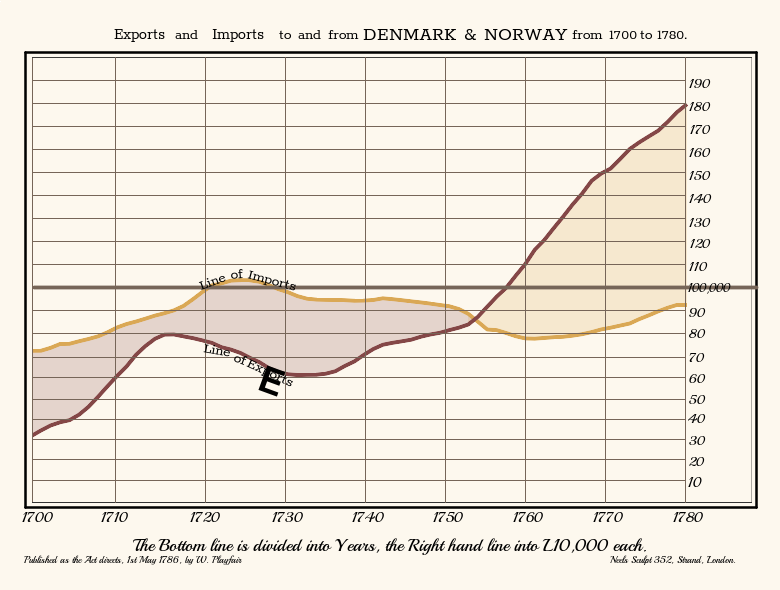 Exports and Imports to and from DENMARK & NORWAY from 1700 to 1780.
190
180
170
160
150
140
130
120
110
100,000
90
80
70
60
50
40
30
20
10
Line of Imports
Line of Exports
E
1700 1710 1720 1730 1740 1750 1760 1770 1780
The Bottom line is divided into Years, the Right hand line into L10,000 each.
Published as the Act directs, 1st May 1786, by W. Playfair
Neele Sculpt 352, Strand, London.